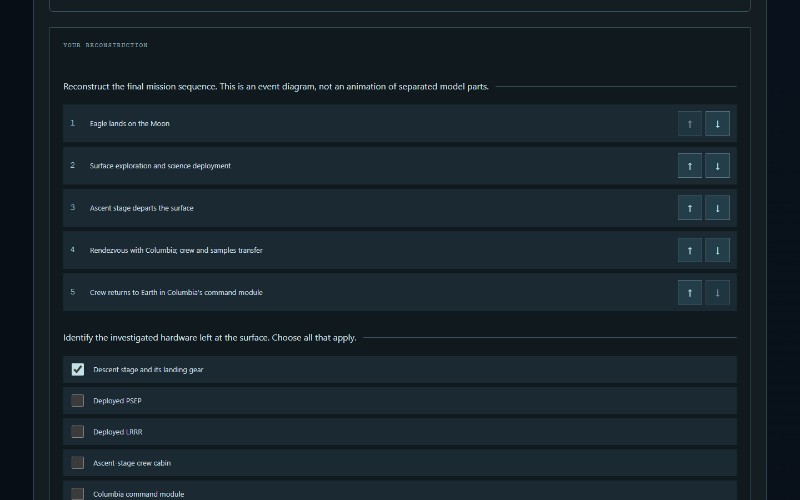 YOUR RECONSTRUCTION
Reconstruct the final mission sequence. This is an event diagram, not an animation of separated model parts.
1 Eagle lands on the Moon ↑ ↓
2 Surface exploration and science deployment ↑ ↓
3 Ascent stage departs the surface ↑ ↓
4 Rendezvous with Columbia; crew and samples transfer ↑ ↓
5 Crew returns to Earth in Columbia's command module ↑ ↓
Identify the investigated hardware left at the surface. Choose all that apply.
Descent stage and its landing gear
Deployed PSEP
Deployed LRRR
Ascent-stage crew cabin
Columbia command module